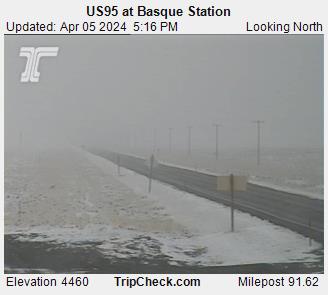 US95 at Basque Station
Updated: Apr 05 2024 5:16 PM Looking North
Elevation 4460 TripCheck.com Milepost 91.62